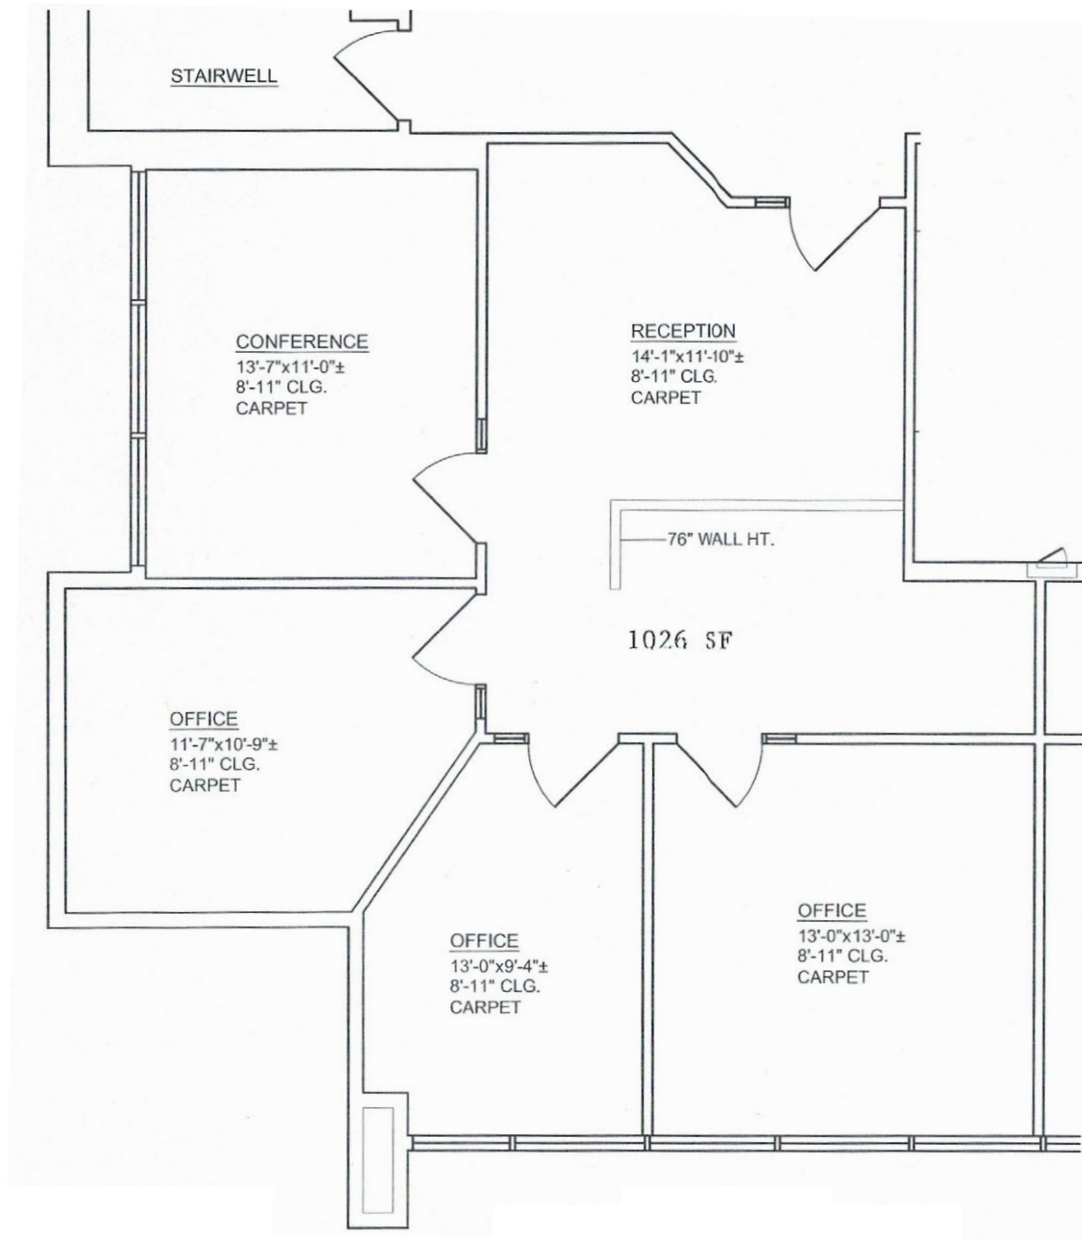 STAIRWELL
CONFERENCE
13'-7"x11'-0"±
8'-11" CLG.
CARPET
RECEPTION
14'-1"x11'-10"±
8'-11" CLG.
CARPET
76" WALL HT.
1026 SF
OFFICE
11'-7"x10'-9"±
8'-11" CLG.
CARPET
OFFICE
13'-0"x9'-4"±
8'-11" CLG.
CARPET
OFFICE
13'-0"x13'-0"±
8'-11" CLG.
CARPET